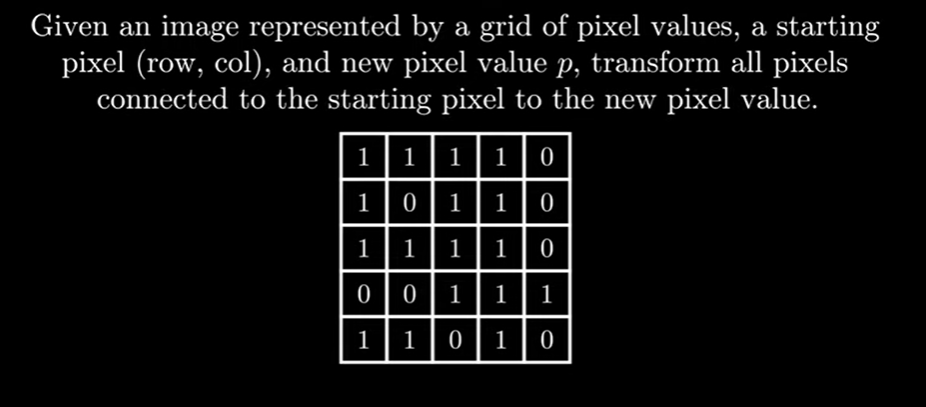 Given an image represented by a grid of pixel values, a starting
pixel (row, col), and new pixel value p, transform all pixels
connected to the starting pixel to the new pixel value.
1 1 1 1 0
1 0 1 1 0
1 1 1 1 0
0 0 1 1 1
1 1 0 1 0